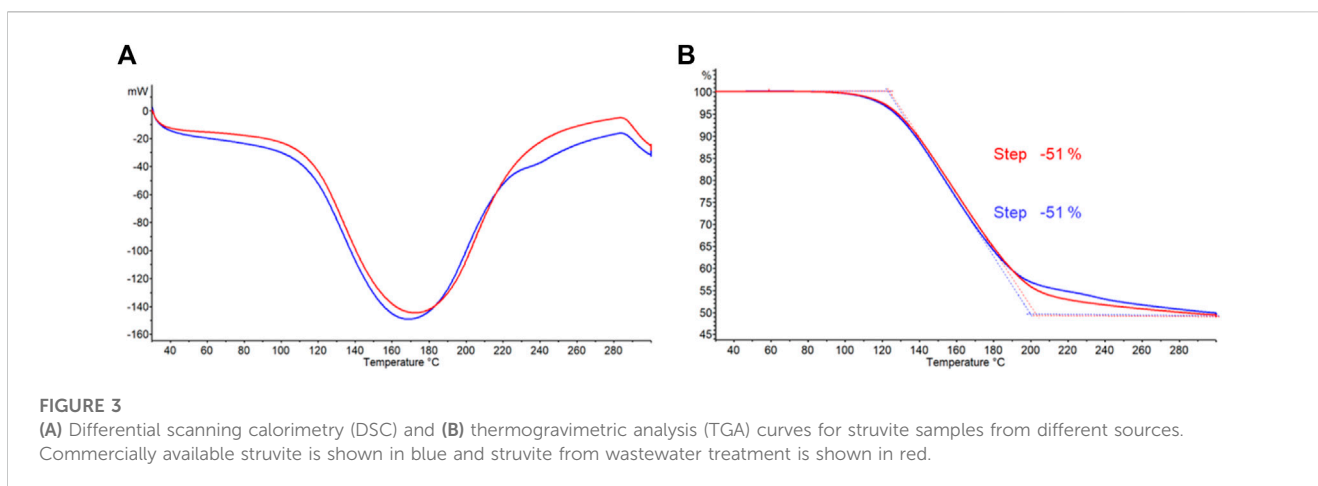 A
mW
0
-20
-40
-60
-80
-100
-120
-140
-160
40 60 80 100 120 140 160 180 200 220 240 260 280
Temperature °C
B
%
100
95
90
85
80
75
70
65
60
55
50
45
Step -51 %
Step -51 %
40 60 80 100 120 140 160 180 200 220 240 260 280
Temperature °C
FIGURE 3
(A) Differential scanning calorimetry (DSC) and (B) thermogravimetric analysis (TGA) curves for struvite samples from different sources.
Commercially available struvite is shown in blue and struvite from wastewater treatment is shown in red.